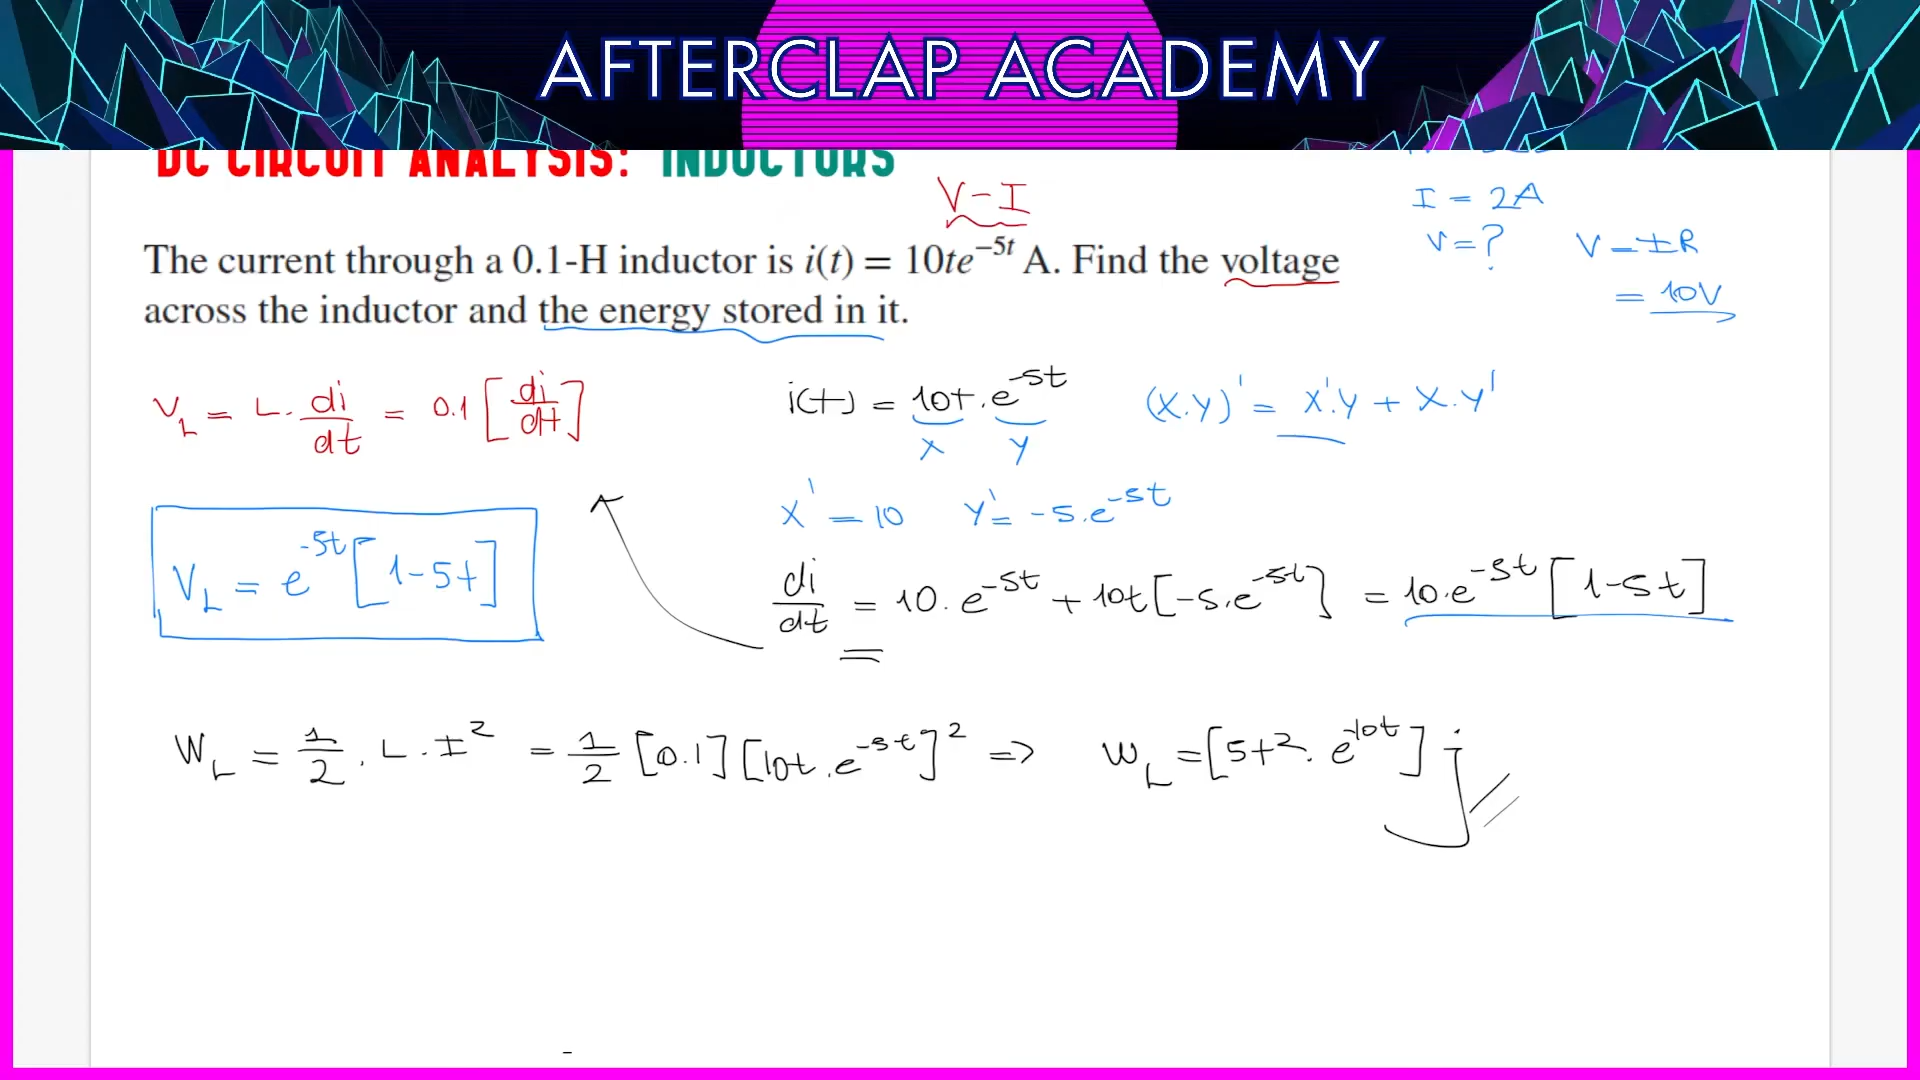 AFTERCLAP ACADEMY
DC CIRCUIT ANALYSIS: INDUCTORS
V-I
I = 2A
V = ? V = IR
= 10V
The current through a 0.1-H inductor is i(t) = 10te^{-5t} A. Find the voltage
across the inductor and the energy stored in it.
V_L = L. di/dt = 0.1 [di/dt]
i(t) = 10t.e^{-5t} (X.Y)' = X'.Y + X.Y'
X Y
X' = 10 Y' = -5.e^{-5t}
V_L = e^{-5t} [1-5t]
di/dt = 10.e^{-5t} + 10t[-5.e^{-5t}] = 10.e^{-5t} [1-5t]
W_L = 1/2 . L . I^2 = 1/2 [0.1] [10t.e^{-5t}]^2 => W_L = [5t^2. e^{-10t}] j